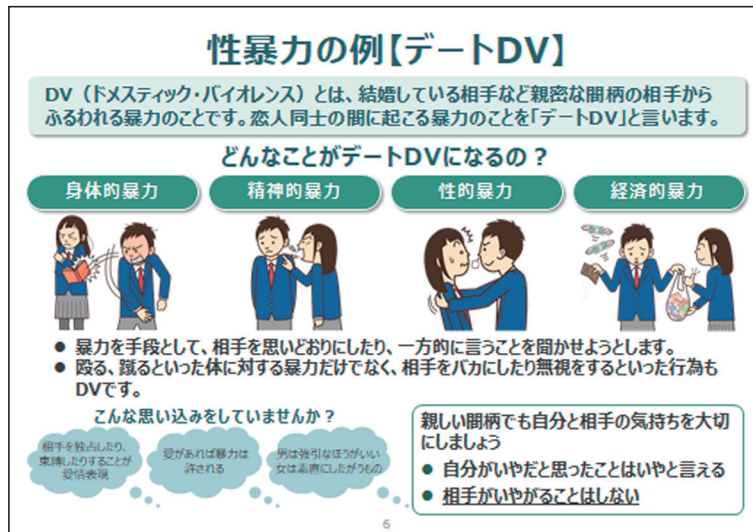 性暴力の例【デートDV】
DV（ドメスティック・バイオレンス）とは、結婚している相手など親密な間柄の相手から
ふるわれる暴力のことです。恋人同士の間に起こる暴力のことを「デートDV」と言います。
どんなことがデートDVになるの？
身体的暴力
精神的暴力
性的暴力
経済的暴力
● 暴力を手段として、相手を思いどおりにしたり、一方的に言うことを聞かせようとします。
● 殴る、蹴るといった体に対する暴力だけでなく、相手をバカにしたり無視をするといった行為も
DVです。
こんな思い込みをしていませんか？
相手を独占したり、
束縛したりすることが
愛情表現
愛があれば暴力は
許される
男は強引なほうがいい
女は素直にしたがうもの
親しい間柄でも自分と相手の気持ちを大切
にしましょう
● 自分がいやだと思ったことはいやと言える
● 相手がいやがることはしない
6